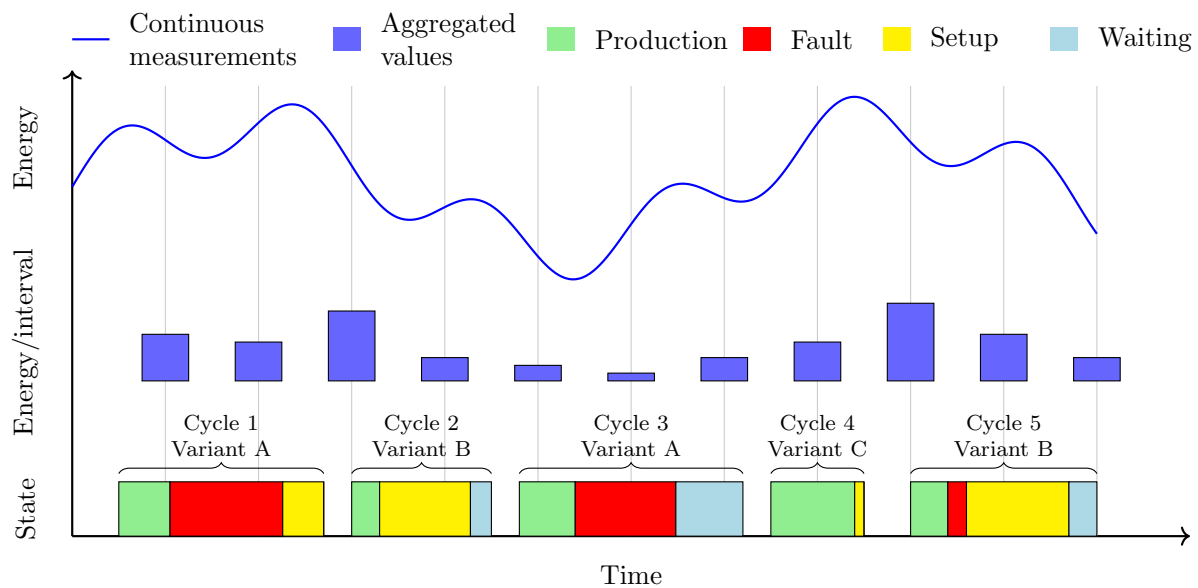 Continuous
measurements
Aggregated
values
Production
Fault
Setup
Waiting
Energy
Energy/interval
Cycle 1
Variant A
Cycle 2
Variant B
Cycle 3
Variant A
Cycle 4
Variant C
Cycle 5
Variant B
State
Time